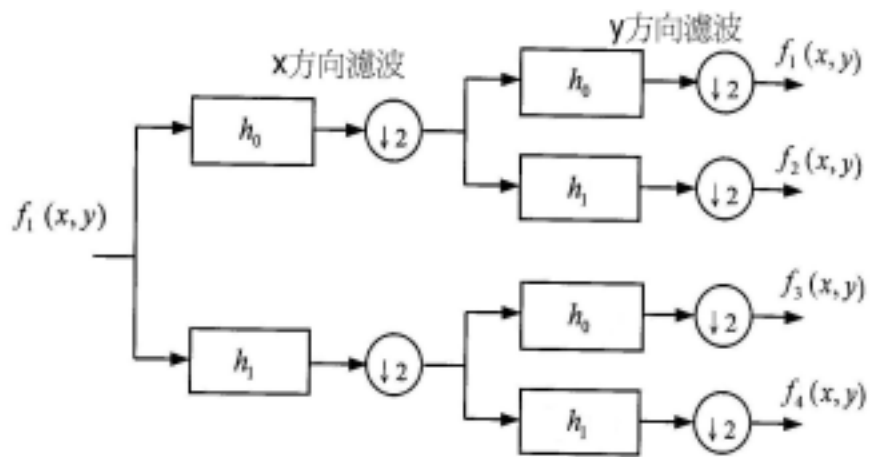 x方向濾波
y方向濾波
f₁(x,y)
h₀
↓2
h₀
↓2
f₁(x,y)
h₁
↓2
f₂(x,y)
h₁
↓2
h₀
↓2
f₃(x,y)
h₁
↓2
f₄(x,y)